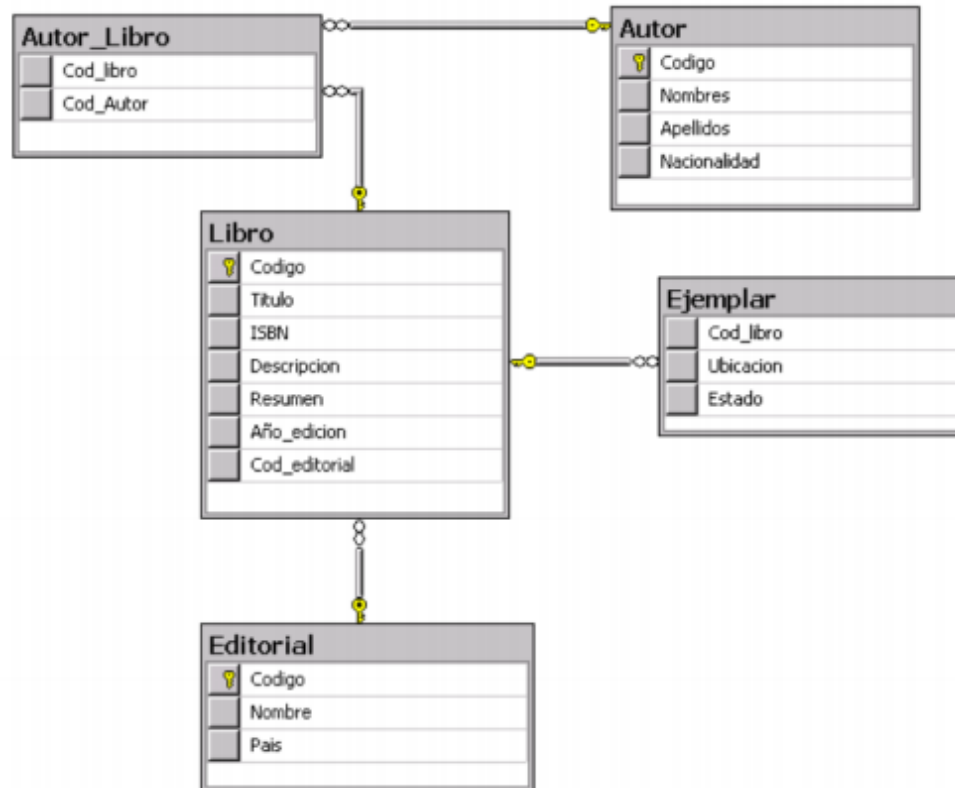 Autor_Libro
Cod_libro
Cod_Autor
Autor
Codigo
Nombres
Apellidos
Nacionalidad
Libro
Codigo
Titulo
ISBN
Descripcion
Resumen
Año_edicion
Cod_editorial
Ejemplar
Cod_libro
Ubicacion
Estado
Editorial
Codigo
Nombre
Pais